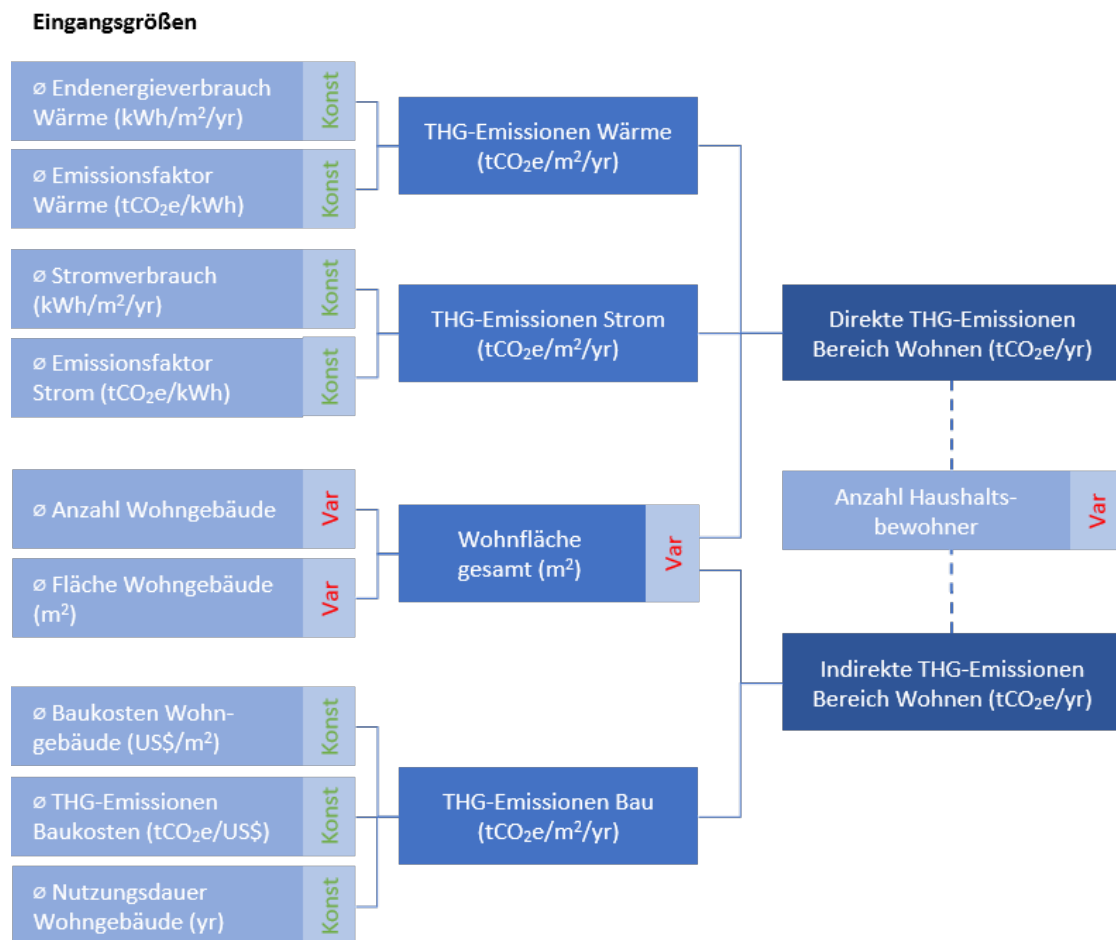 Eingangsgrößen
⌀ Endenergieverbrauch
Wärme (kWh/m²/yr)
Konst
⌀ Emissionsfaktor
Wärme (tCO₂e/kWh)
Konst
THG-Emissionen Wärme
(tCO₂e/m²/yr)
⌀ Stromverbrauch
(kWh/m²/yr)
Konst
⌀ Emissionsfaktor
Strom (tCO₂e/kWh)
Konst
THG-Emissionen Strom
(tCO₂e/m²/yr)
Direkte THG-Emissionen
Bereich Wohnen (tCO₂e/yr)
⌀ Anzahl Wohngebäude
Var
⌀ Fläche Wohngebäude
(m²)
Var
Wohnfläche
gesamt (m²)
Var
Anzahl Haushalts-
bewohner
Var
Indirekte THG-Emissionen
Bereich Wohnen (tCO₂e/yr)
⌀ Baukosten Wohn-
gebäude (US$/m²)
Konst
⌀ THG-Emissionen
Baukosten (tCO₂e/US$)
Konst
⌀ Nutzungsdauer
Wohngebäude (yr)
Konst
THG-Emissionen Bau
(tCO₂e/m²/yr)